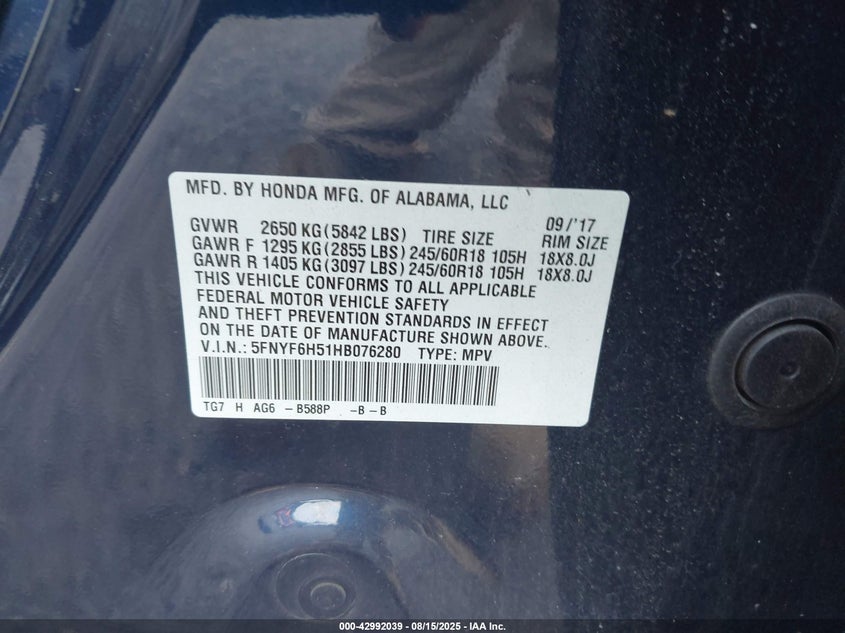 MFD. BY HONDA MFG. OF ALABAMA, LLC
09/'17
GVWR 2650 KG(5842 LBS) TIRE SIZE RIM SIZE
GAWR F 1295 KG(2855 LBS)245/60R18 105H 18X8.0J
GAWR R 1405 KG(3097 LBS)245/60R18 105H 18X8.0J
THIS VEHICLE CONFORMS TO ALL APPLICABLE
FEDERAL MOTOR VEHICLE SAFETY
AND THEFT PREVENTION STANDARDS IN EFFECT
ON THE DATE OF MANUFACTURE SHOWN ABOVE.
V.I.N.: 5FNYF6H51HB076280 TYPE: MPV
TG7 H AG6 -B588P -B-B
000-42992039 - 08/15/2025 - IAA Inc.